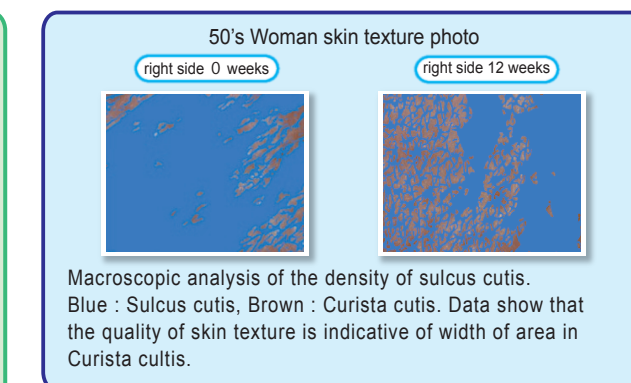 50's Woman skin texture photo
right side 0 weeks
right side 12 weeks
Macroscopic analysis of the density of sulcus cutis.
Blue : Sulcus cutis, Brown : Curista cutis. Data show that
the quality of skin texture is indicative of width of area in
Curista cultis.